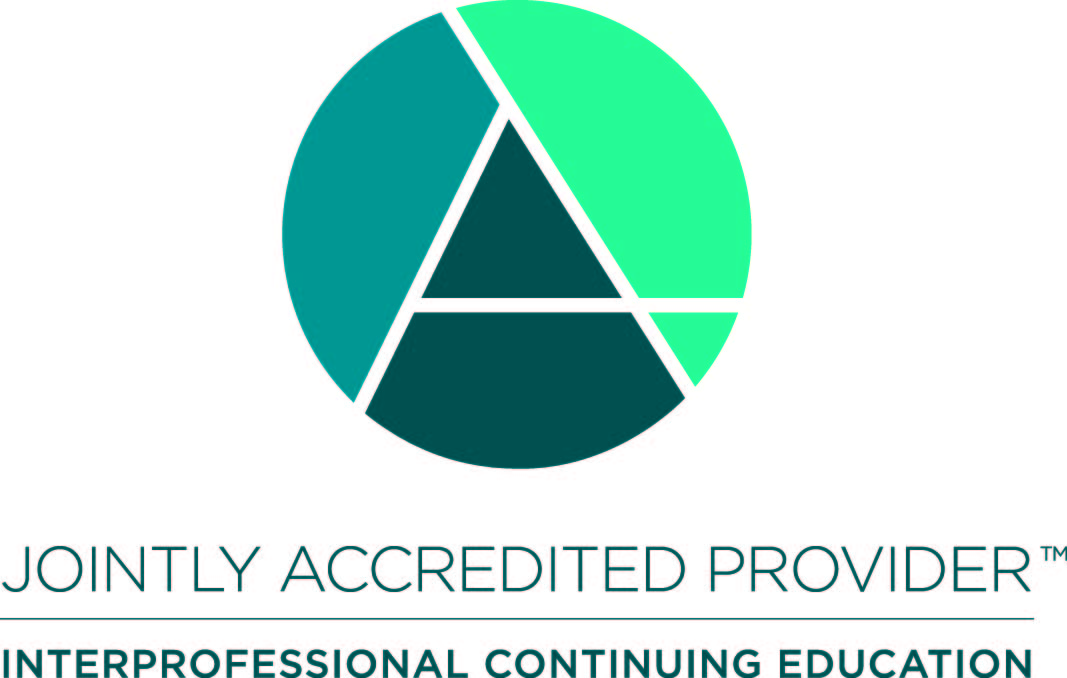 JOINTLY ACCREDITED PROVIDER™
INTERPROFESSIONAL CONTINUING EDUCATION